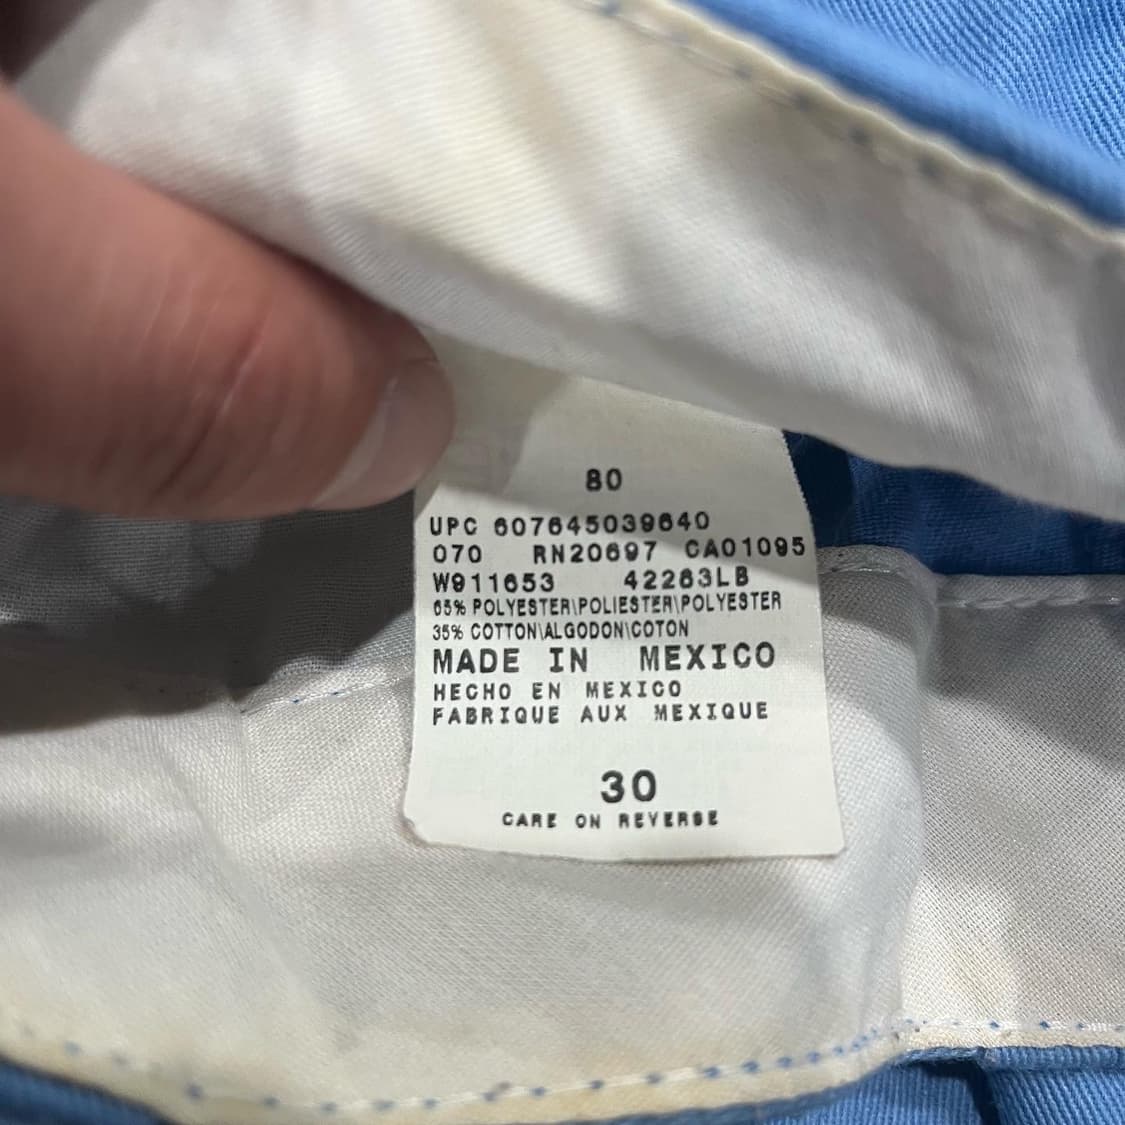 80
UPC 607645039640
070 RN20697 CA01095
W911653 42283LB
65% POLYESTER\POLIESTER\POLYESTER
35% COTTON\ALGODON\COTON
MADE IN MEXICO
HECHO EN MEXICO
FABRIQUE AUX MEXIQUE
30
CARE ON REVERSE